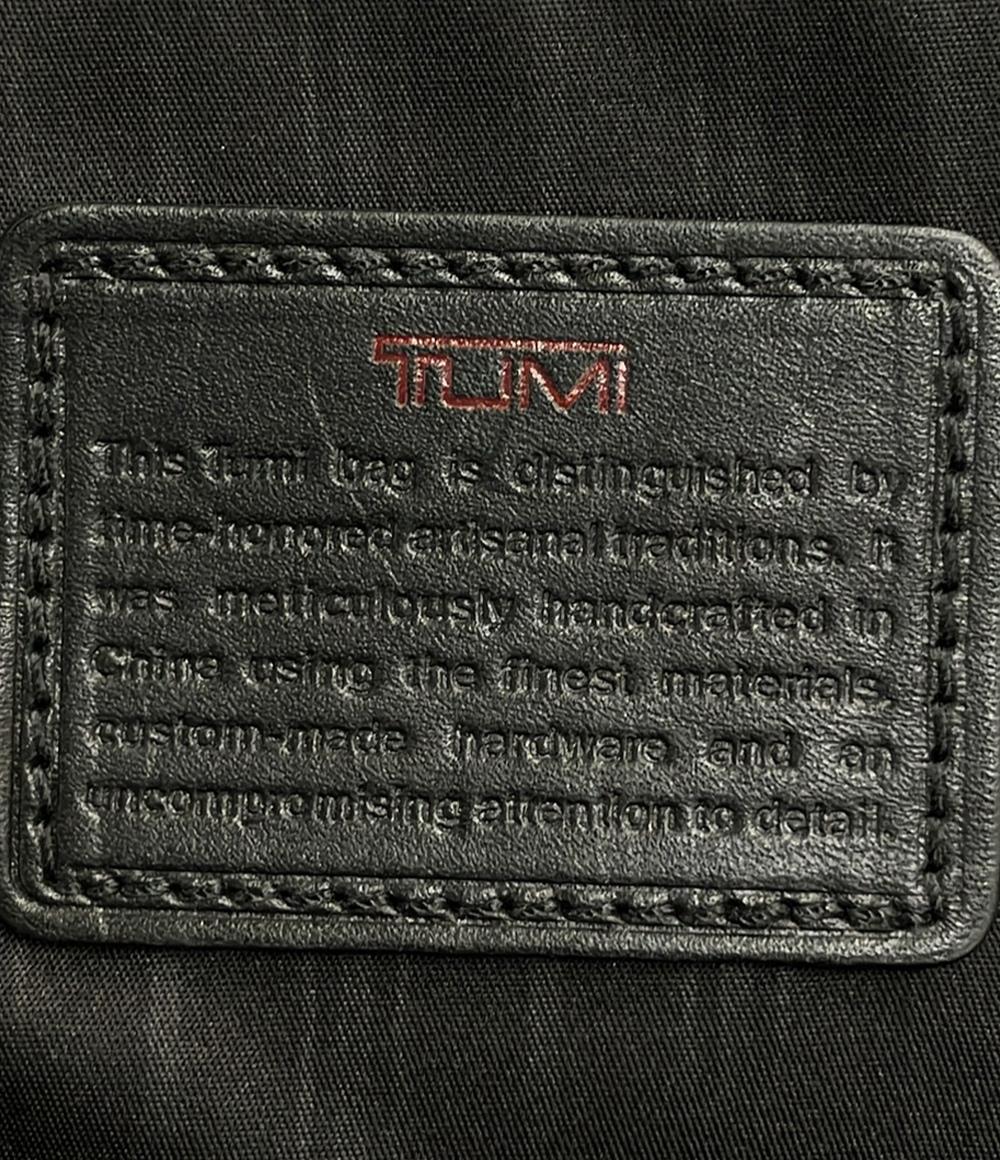 TUMI
This Tumi bag is distinguished by
time-honored artisanal traditions. It
was metticulously handcrafted in
China using the finest materials,
custom-made hardware and an
uncompromising attention to detail.